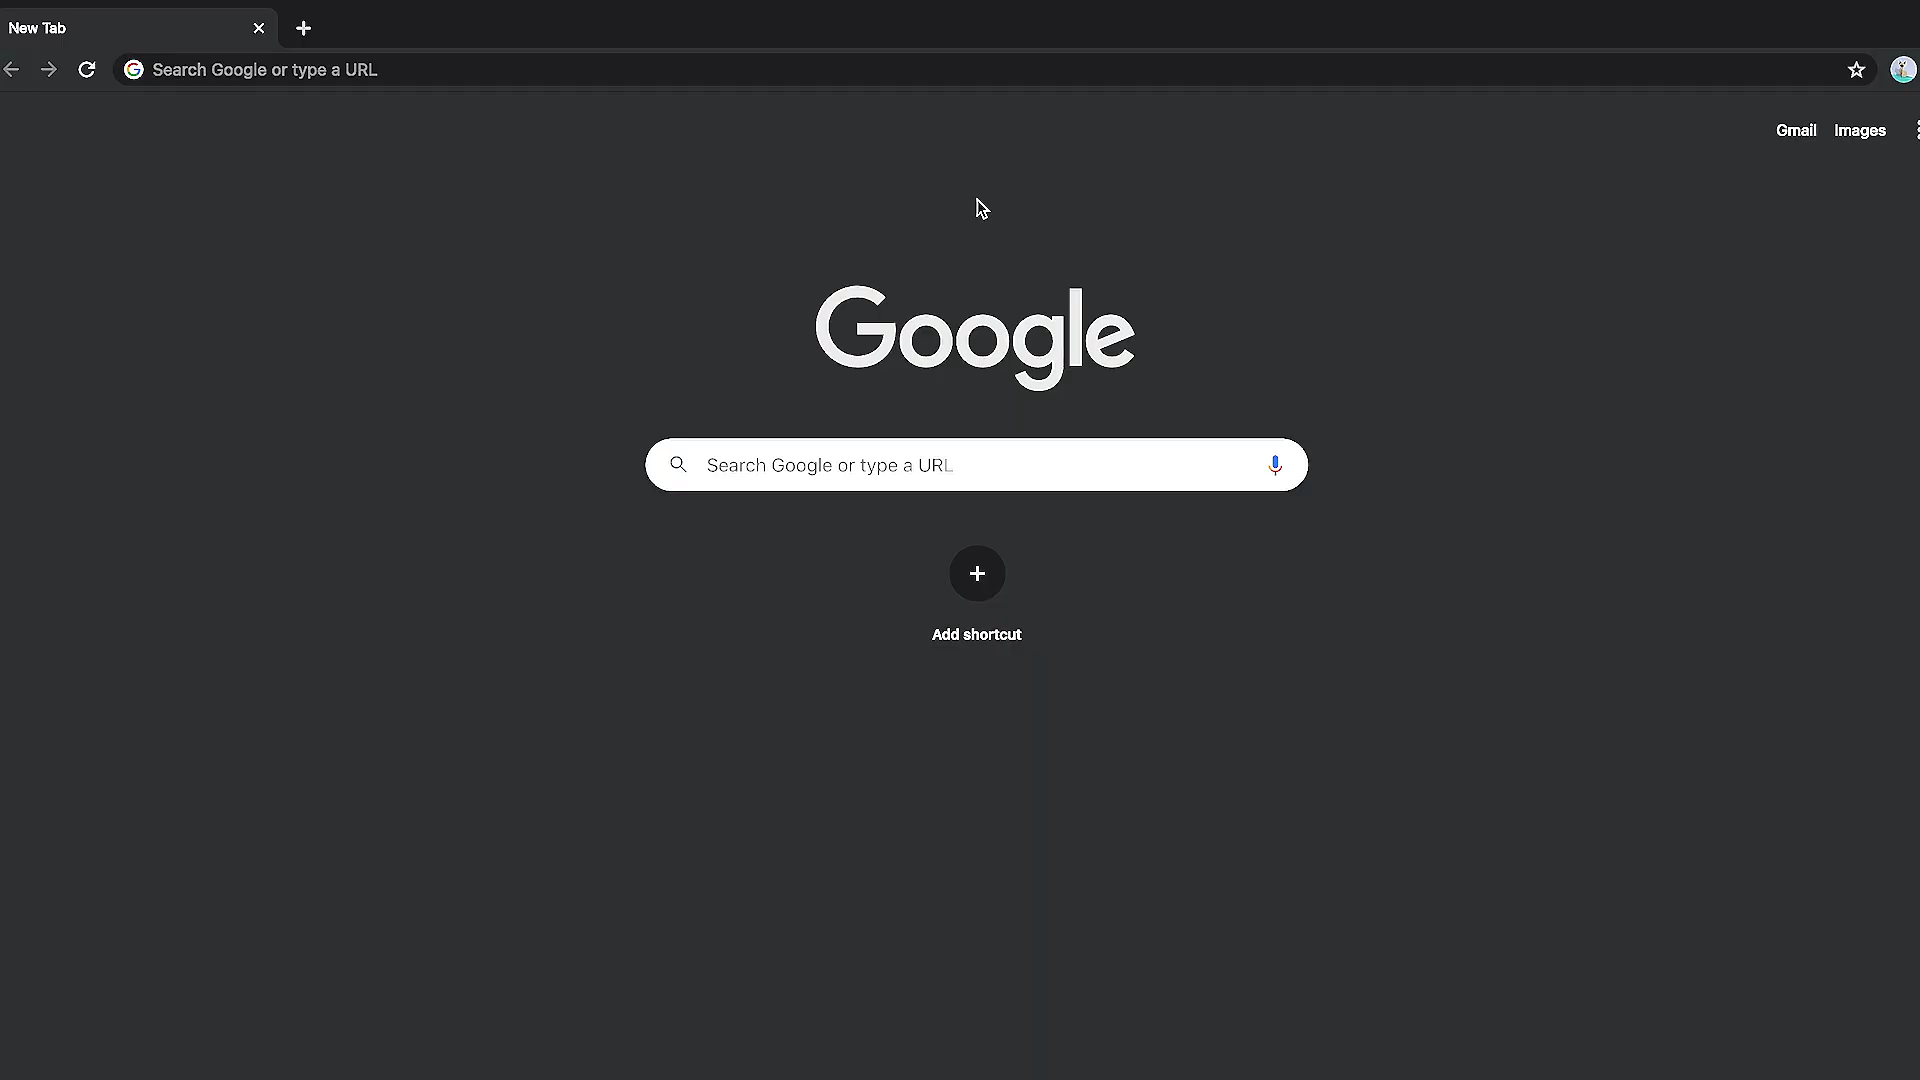 New Tab
Search Google or type a URL
Gmail Images
Google
Search Google or type a URL
Add shortcut